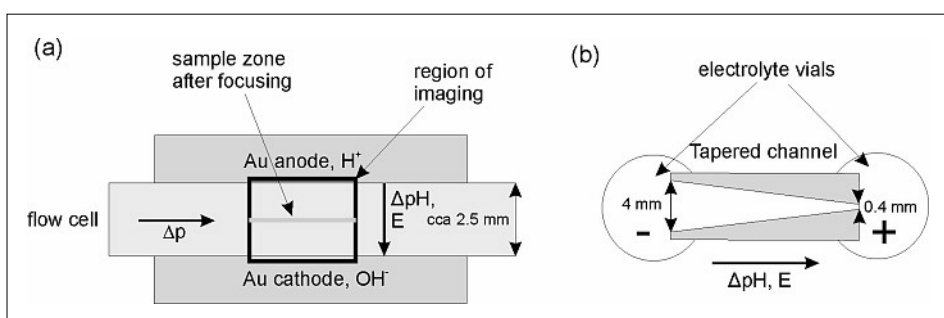 (a)
sample zone
after focusing
region of
imaging
Au anode, H⁺
flow cell
Δp
ΔpH,
E
cca 2.5 mm
Au cathode, OH⁻
(b)
electrolyte vials
Tapered channel
4 mm
0.4 mm
-
+
ΔpH, E